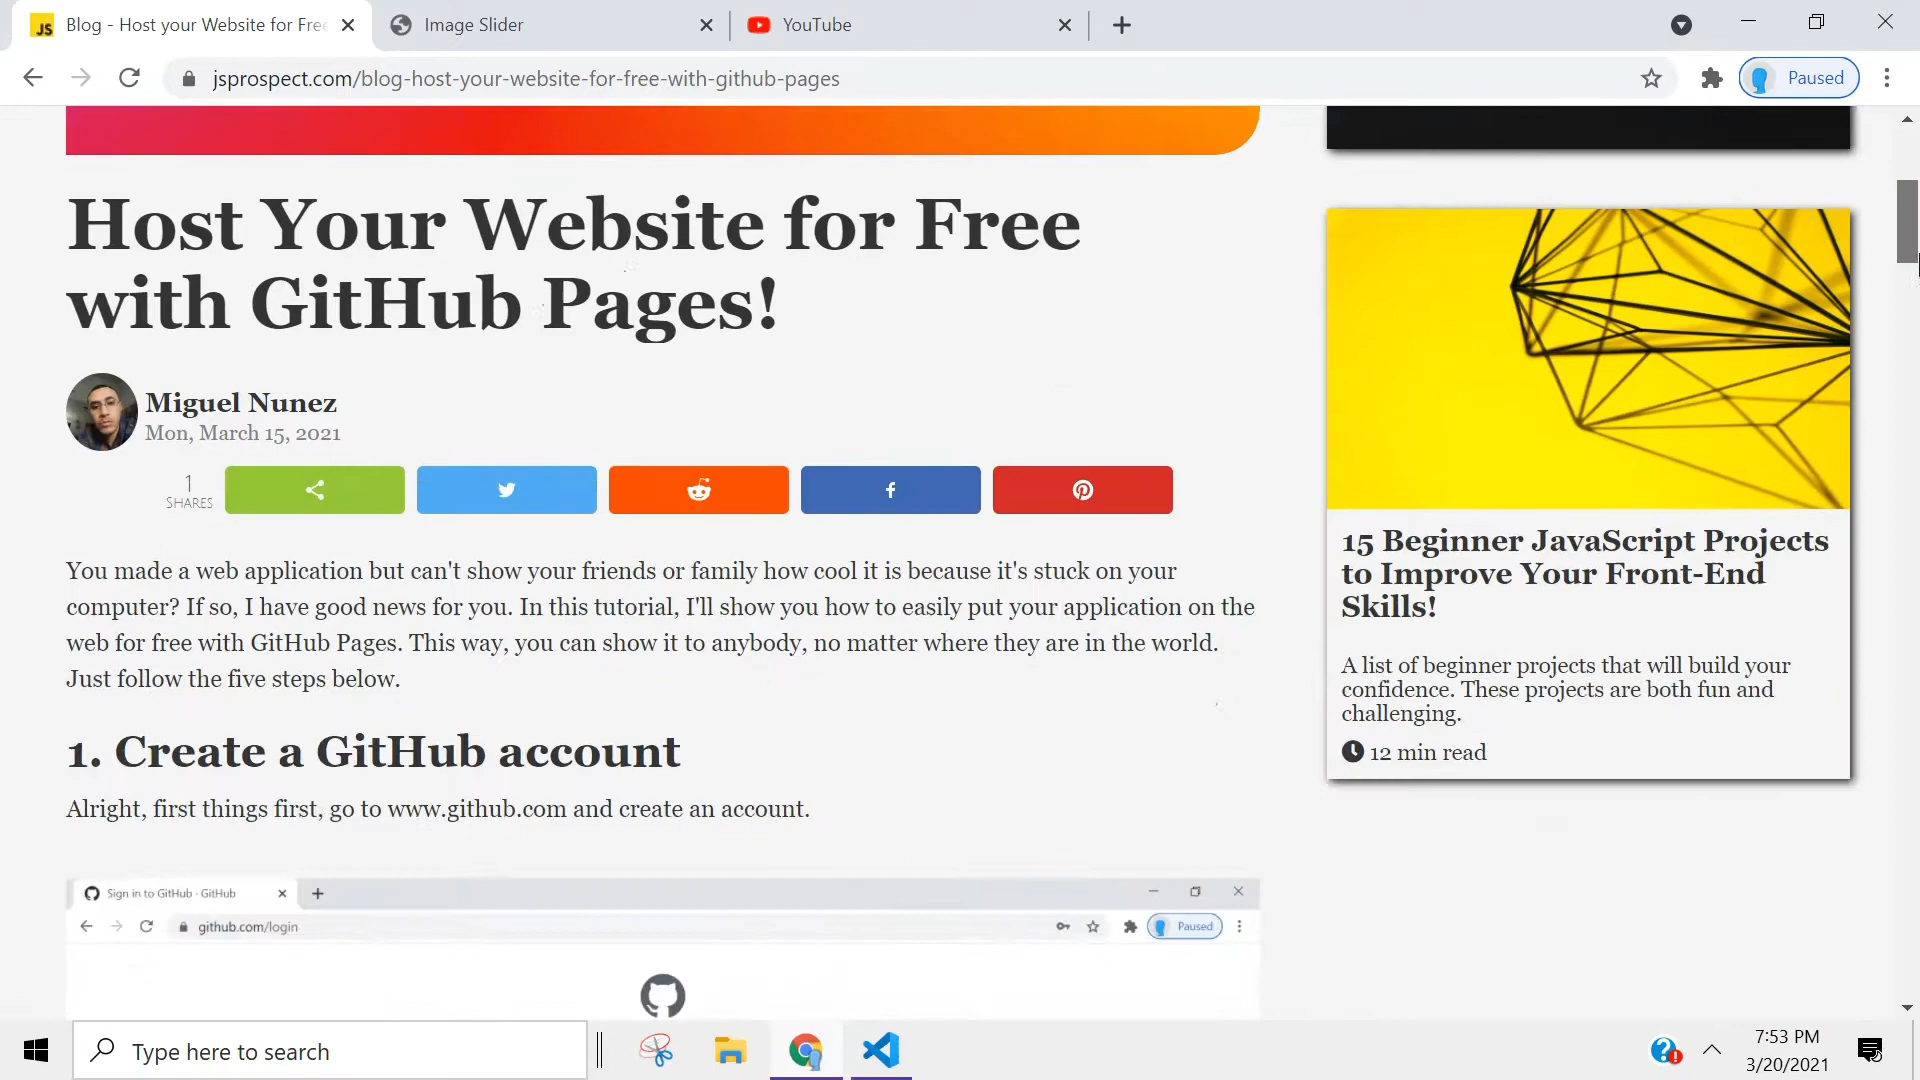 JS Blog - Host your Website for Free
Image Slider
YouTube
jsprospect.com/blog-host-your-website-for-free-with-github-pages
Paused
Host Your Website for Free
with GitHub Pages!
Miguel Nunez
Mon, March 15, 2021
1
SHARES
You made a web application but can't show your friends or family how cool it is because it's stuck on your
computer? If so, I have good news for you. In this tutorial, I'll show you how to easily put your application on the
web for free with GitHub Pages. This way, you can show it to anybody, no matter where they are in the world.
Just follow the five steps below.
1. Create a GitHub account
Alright, first things first, go to www.github.com and create an account.
Sign in to GitHub · GitHub
github.com/login
Paused
15 Beginner JavaScript Projects
to Improve Your Front-End
Skills!
A list of beginner projects that will build your
confidence. These projects are both fun and
challenging.
12 min read
Type here to search
7:53 PM
3/20/2021